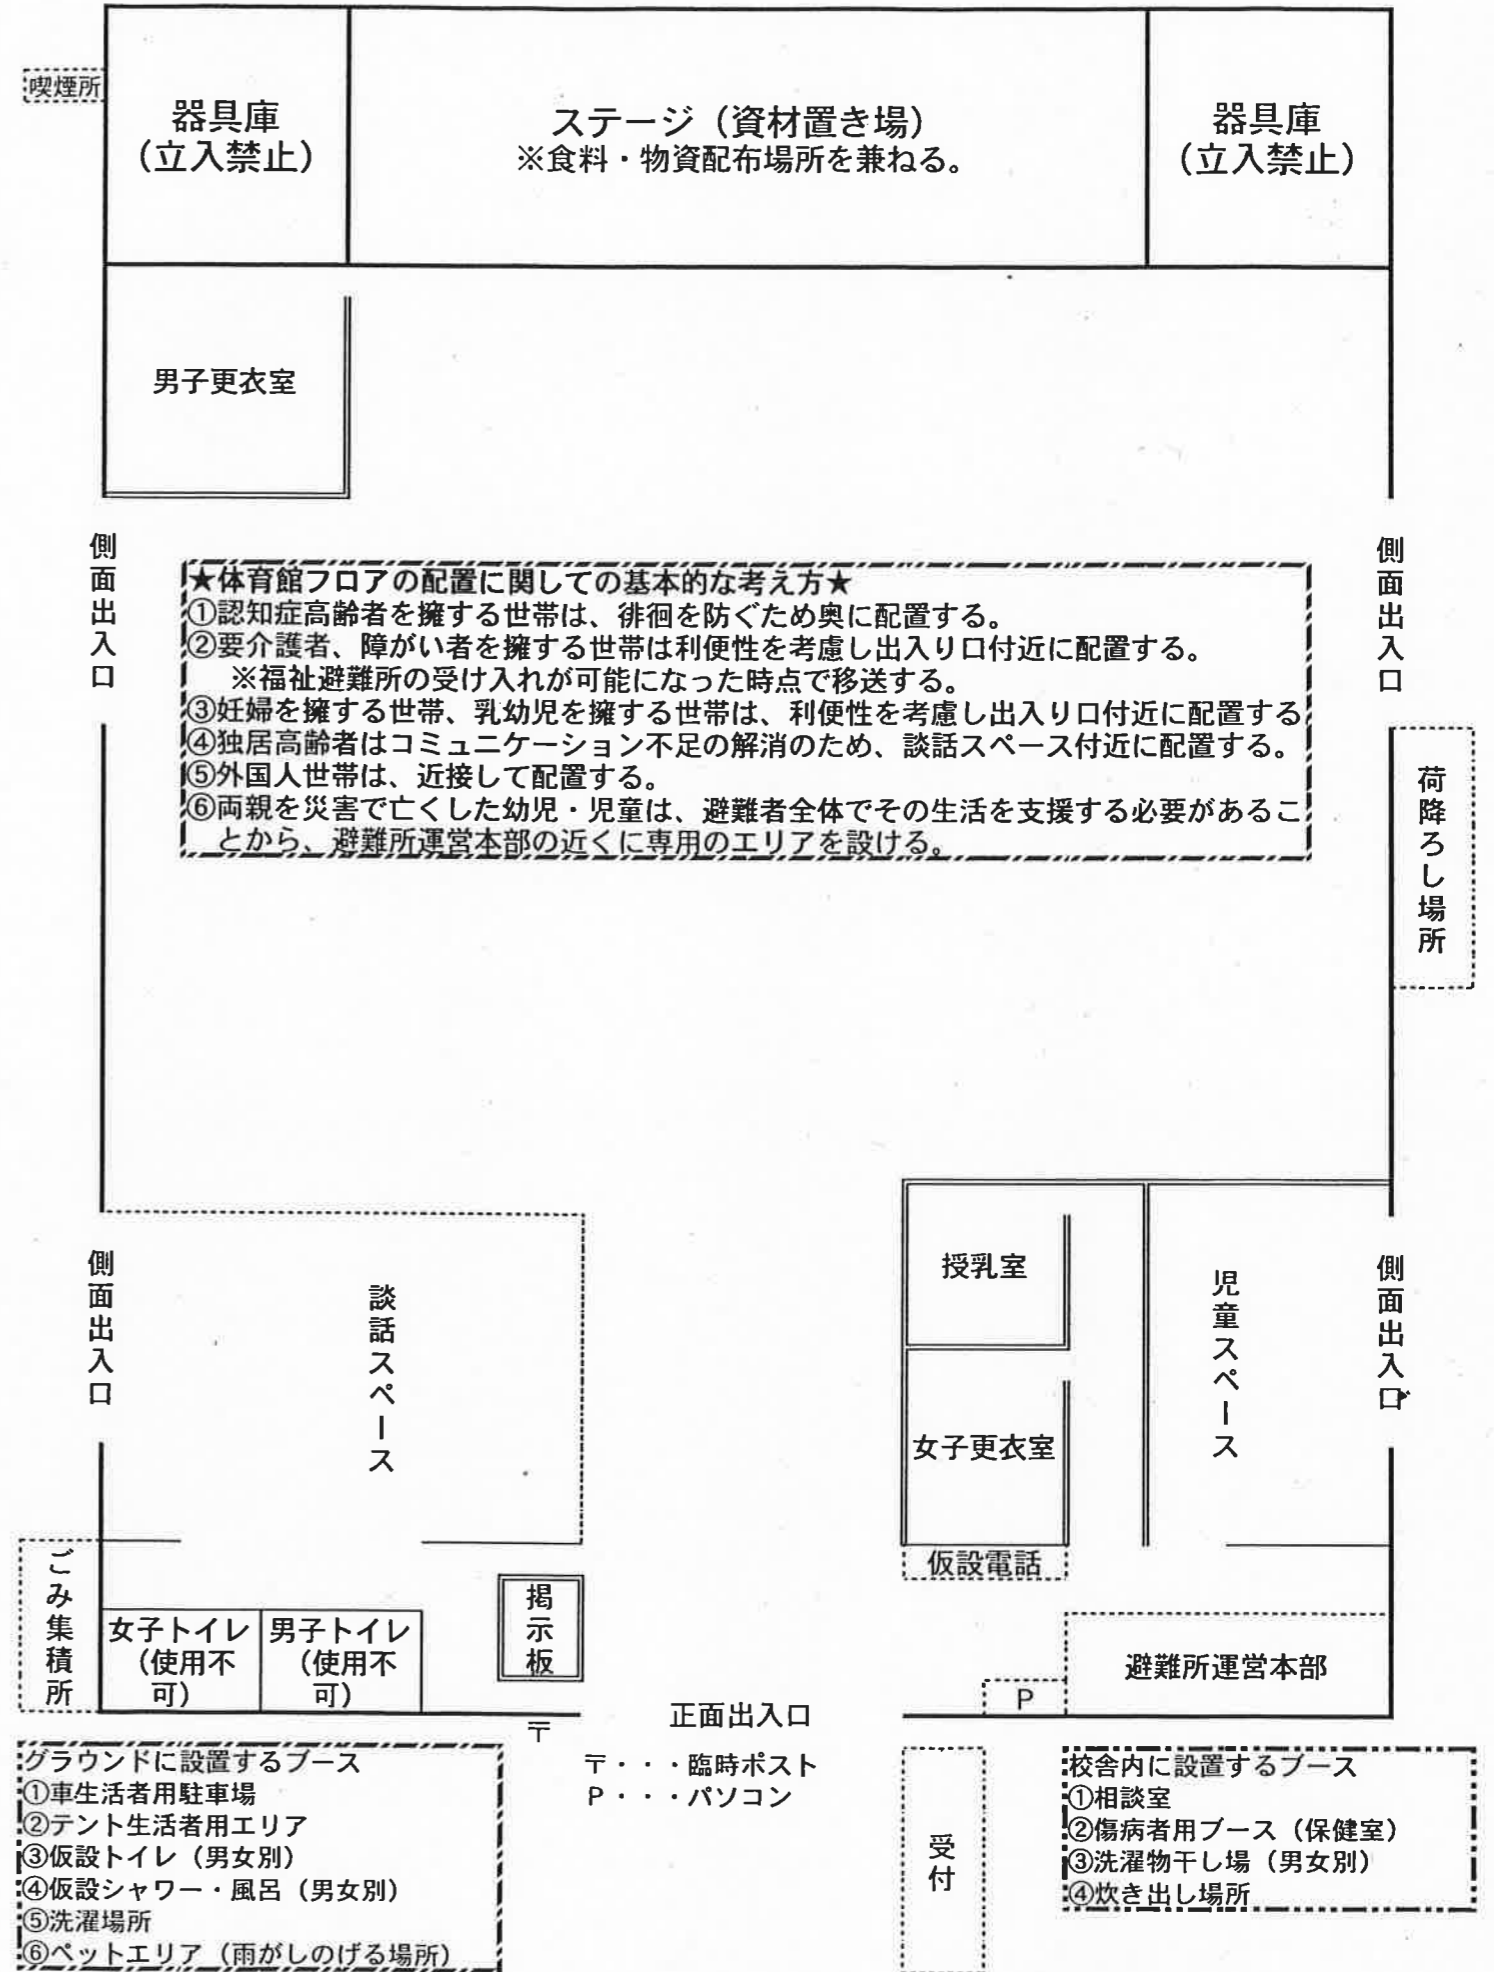 喫煙所
器具庫
（立入禁止）
ステージ（資材置き場）
※食料・物資配布場所を兼ねる。
器具庫
（立入禁止）
男子更衣室
側面出入口
側面出入口
★体育館フロアの配置に関しての基本的な考え方★
①認知症高齢者を擁する世帯は、徘徊を防ぐため奥に配置する。
②要介護者、障がい者を擁する世帯は利便性を考慮し出入り口付近に配置する。
※福祉避難所の受け入れが可能になった時点で移送する。
③妊婦を擁する世帯、乳幼児を擁する世帯は、利便性を考慮し出入り口付近に配置する
④独居高齢者はコミュニケーション不足の解消のため、談話スペース付近に配置する。
⑤外国人世帯は、近接して配置する。
⑥両親を災害で亡くした幼児・児童は、避難者全体でその生活を支援する必要があるこ
とから、避難所運営本部の近くに専用のエリアを設ける。
荷降ろし場所
側面出入口
談話スペース
授乳室
児童スペース
側面出入口
女子更衣室
仮設電話
ごみ集積所
女子トイレ
（使用不
可）
男子トイレ
（使用不
可）
掲示板
避難所運営本部
P
正面出入口
〒
〒・・・臨時ポスト
P・・・パソコン
グラウンドに設置するブース
①車生活者用駐車場
②テント生活者用エリア
③仮設トイレ（男女別）
④仮設シャワー・風呂（男女別）
⑤洗濯場所
⑥ペットエリア（雨がしのげる場所）
受付
校舎内に設置するブース
①相談室
②傷病者用ブース（保健室）
③洗濯物干し場（男女別）
④炊き出し場所